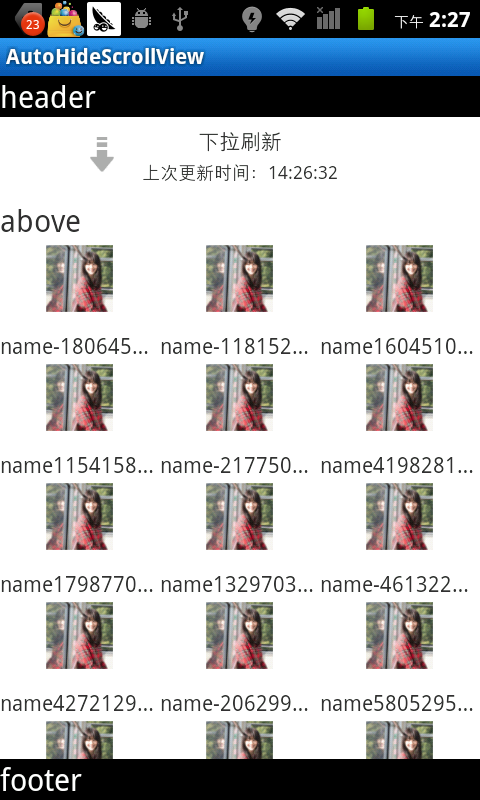 23
下午 2:27
AutoHideScrollView
header
下拉刷新
上次更新时间：14:26:32
above
name-180645... name-118152... name1604510...
name1154158... name-217750... name4198281...
name1798770... name1329703... name-461322...
name4272129... name-206299... name5805295...
footer